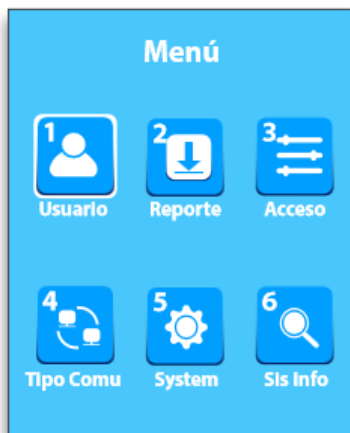 Menú
1 2 3
Usuario Reporte Acceso
4 5 6
Tipo Comu System Sis Info